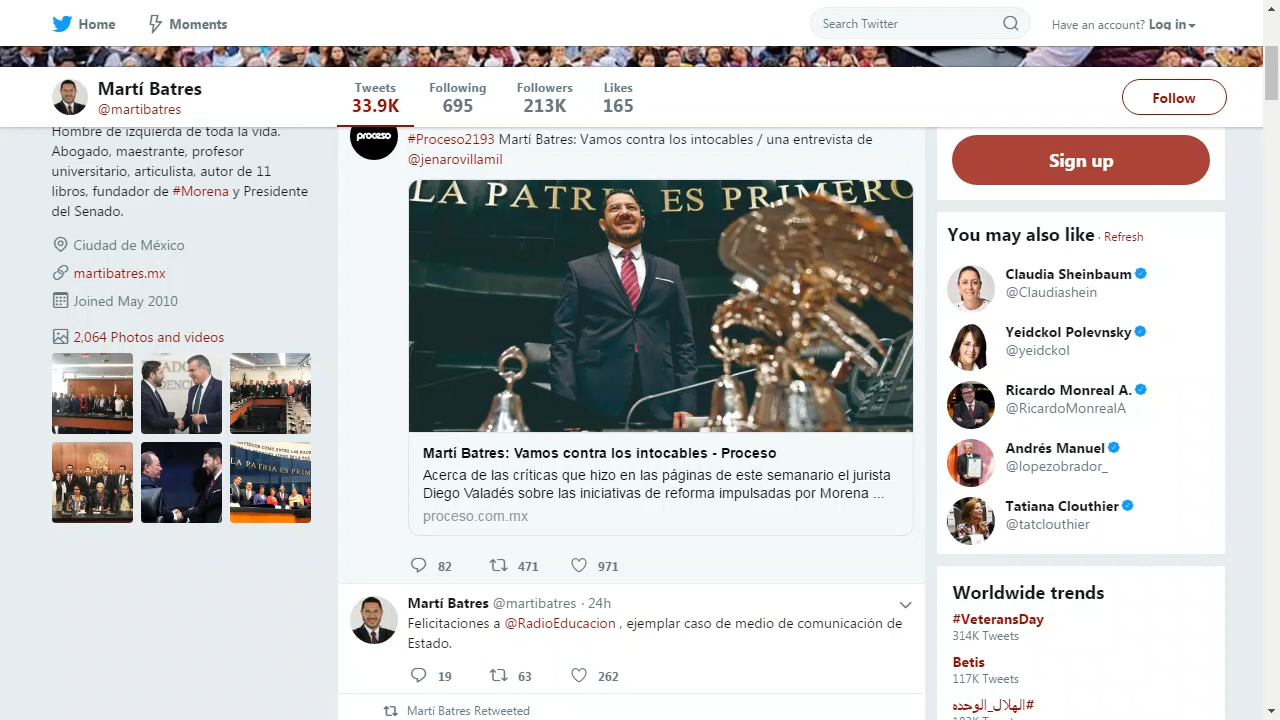 Home
Moments
Search Twitter
Have an account? Log in
Martí Batres
@martibatres
Tweets
33.9K
Following
695
Followers
213K
Likes
165
Follow
Hombre de izquierda de toda la vida.
Abogado, maestrante, profesor
universitario, articulista, autor de 11
libros, fundador de #Morena y Presidente
del Senado.
Ciudad de México
martibatres.mx
Joined May 2010
2,064 Photos and videos
proceso
#Proceso2193 Martí Batres: Vamos contra los intocables / una entrevista de
@jenarovillamil
LA PATRIA ES PRIMERO
Martí Batres: Vamos contra los intocables - Proceso
Acerca de las críticas que hizo en las páginas de este semanario el jurista
Diego Valadés sobre las iniciativas de reforma impulsadas por Morena ...
proceso.com.mx
82
471
971
Martí Batres @martibatres · 24h
Felicitaciones a @RadioEducacion , ejemplar caso de medio de comunicación de
Estado.
19
63
262
Martí Batres Retweeted
Sign up
You may also like · Refresh
Claudia Sheinbaum
@Claudiashein
Yeidckol Polevnsky
@yeidckol
Ricardo Monreal A.
@RicardoMonrealA
Andrés Manuel
@lopezobrador_
Tatiana Clouthier
@tatclouthier
Worldwide trends
#VeteransDay
314K Tweets
Betis
117K Tweets
#الهلال_الوحده